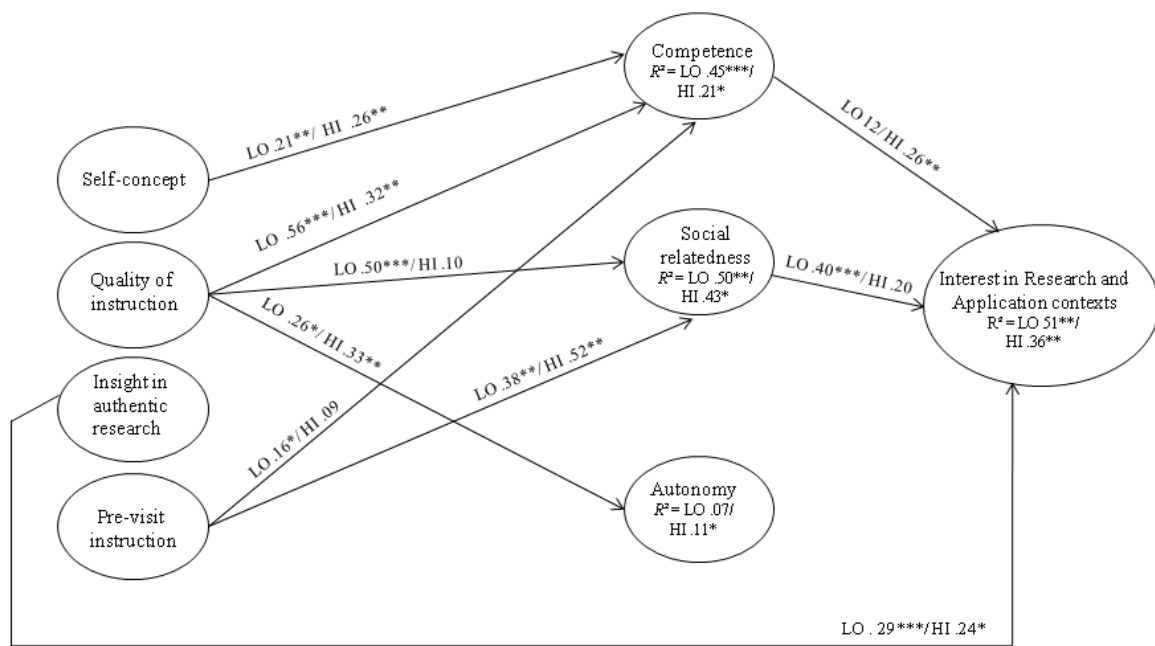 Competence
R² = LO .45***/
HI .21*
LO .21**/ HI .26**
LO 12/HI .26**
Self-concept
LO .56***/HI .32**
Social
relatedness
R² = LO .50**/
HI .43*
LO .50***/HI .10
LO .40***/HI .20
Quality of
instruction
Interest in Research and
Application contexts
R² = LO 51**/
HI .36**
LO .26*/HI.33**
LO .38**/HI .52**
Insight in
authentic
research
LO .16*/HI .09
Pre-visit
instruction
Autonomy
R² = LO .07/
HI .11*
LO . 29***/HI .24*